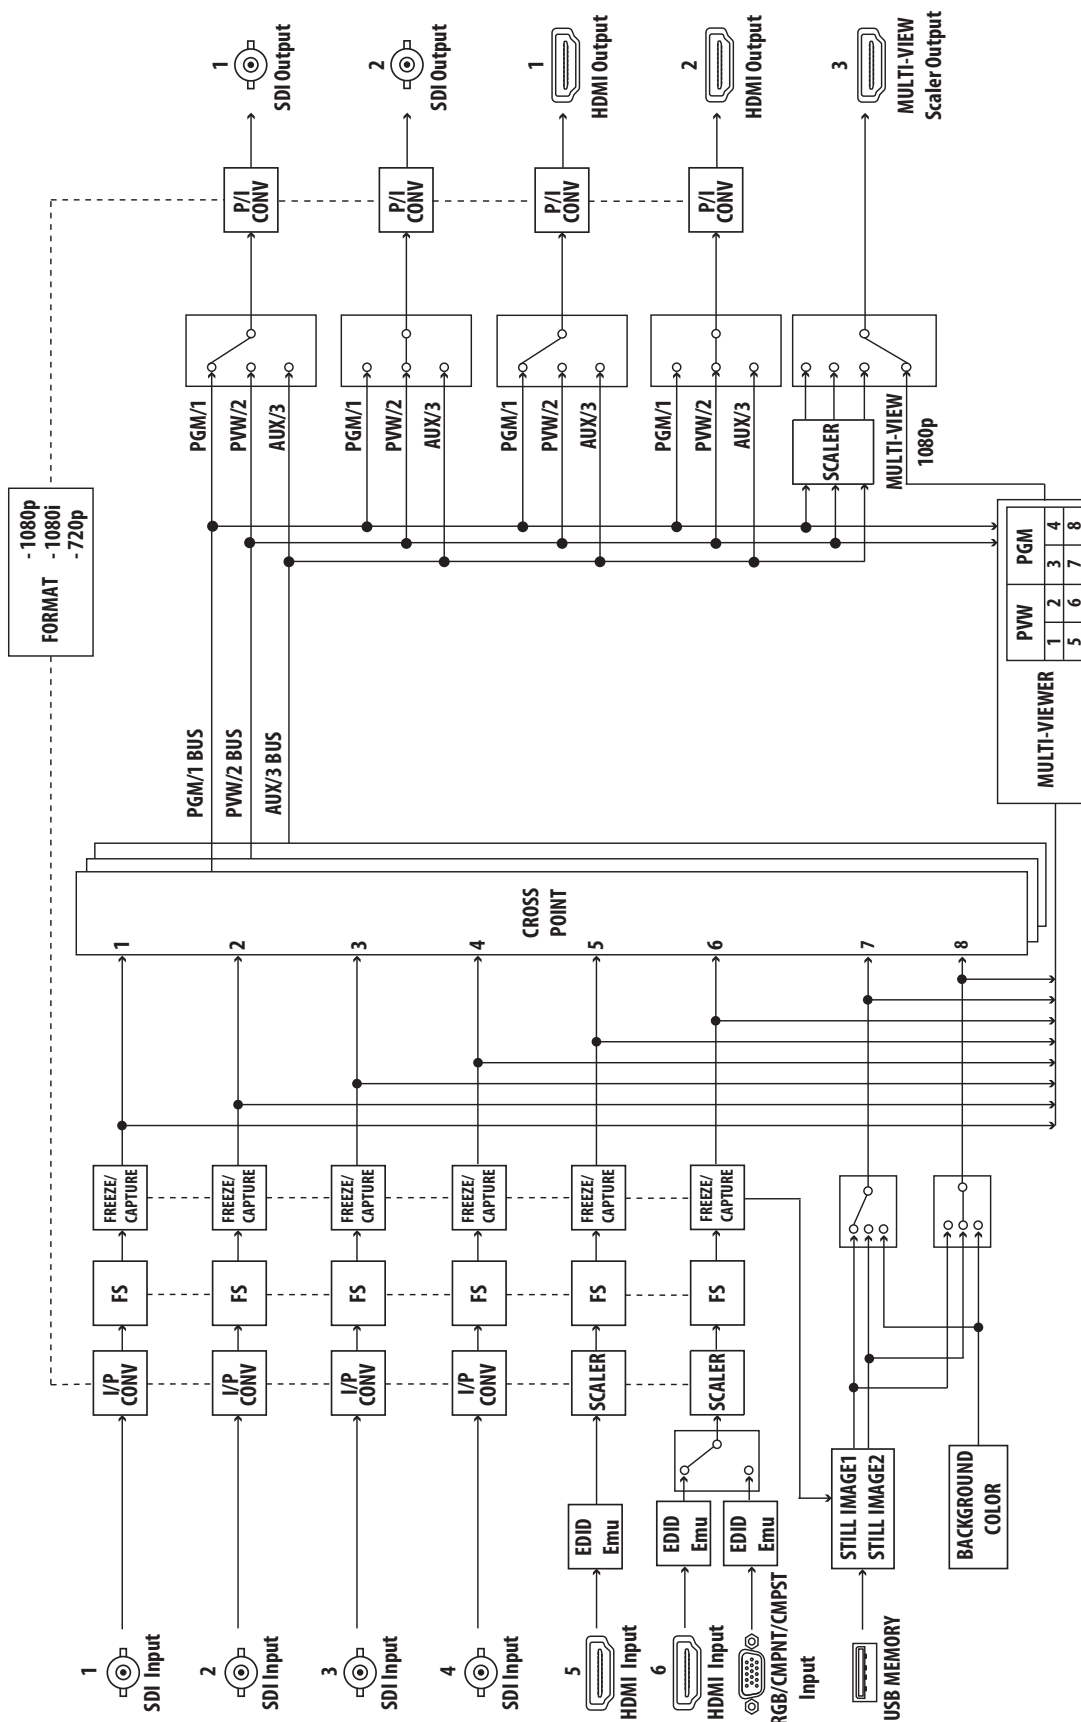 1
SDI Input
2
SDI Input
3
SDI Input
4
SDI Input
5
HDMI Input
6
HDMI Input
RGB/CMPNT/CMPST
Input
USB MEMORY
EDID
Emu
EDID
Emu
EDID
Emu
I/P
CONV
I/P
CONV
I/P
CONV
I/P
CONV
SCALER
SCALER
STILL IMAGE1
STILL IMAGE2
BACKGROUND
COLOR
FS
FS
FS
FS
FS
FS
FREEZE/
CAPTURE
FREEZE/
CAPTURE
FREEZE/
CAPTURE
FREEZE/
CAPTURE
FREEZE/
CAPTURE
FREEZE/
CAPTURE
1
2
3
4
5
6
7
8
CROSS
POINT
PGM/1 BUS
PVW/2 BUS
AUX/3 BUS
FORMAT
- 1080p
- 1080i
- 720p
MULTI-VIEWER
PVW
PGM
1
2
3
4
5
6
7
8
PGM/1
PVW/2
AUX/3
PGM/1
PVW/2
AUX/3
PGM/1
PVW/2
AUX/3
PGM/1
PVW/2
AUX/3
SCALER
MULTI-VIEW
1080p
P/I
CONV
P/I
CONV
P/I
CONV
P/I
CONV
1
SDI Output
2
SDI Output
1
HDMI Output
2
HDMI Output
3
MULTI-VIEW
Scaler Output